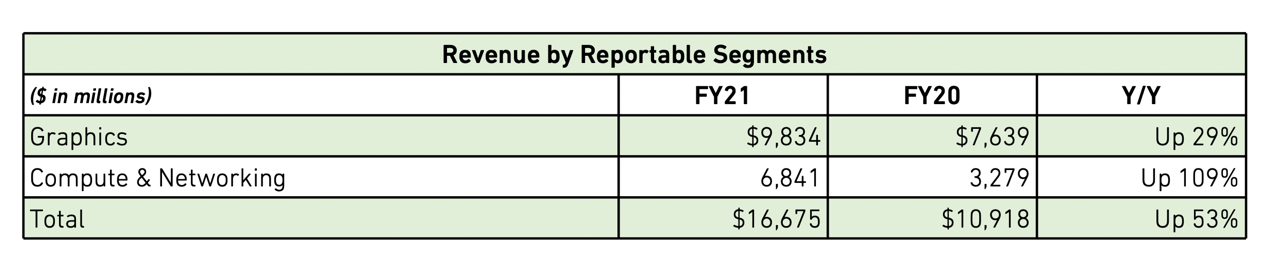 Revenue by Reportable Segments
($ in millions) FY21 FY20 Y/Y
Graphics $9,834 $7,639 Up 29%
Compute & Networking 6,841 3,279 Up 109%
Total $16,675 $10,918 Up 53%